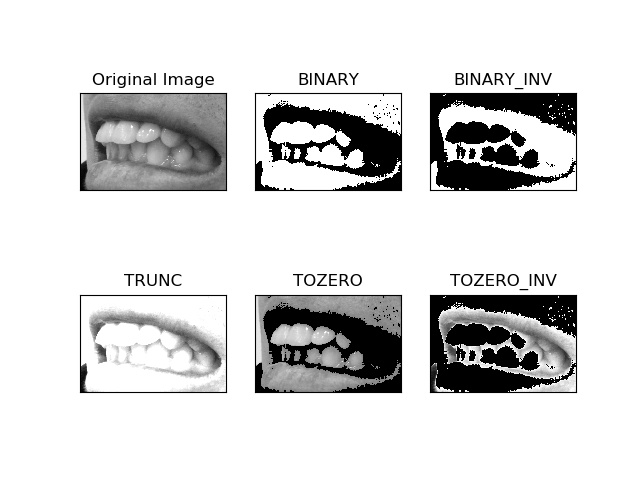 Original Image
BINARY
BINARY_INV
TRUNC
TOZERO
TOZERO_INV